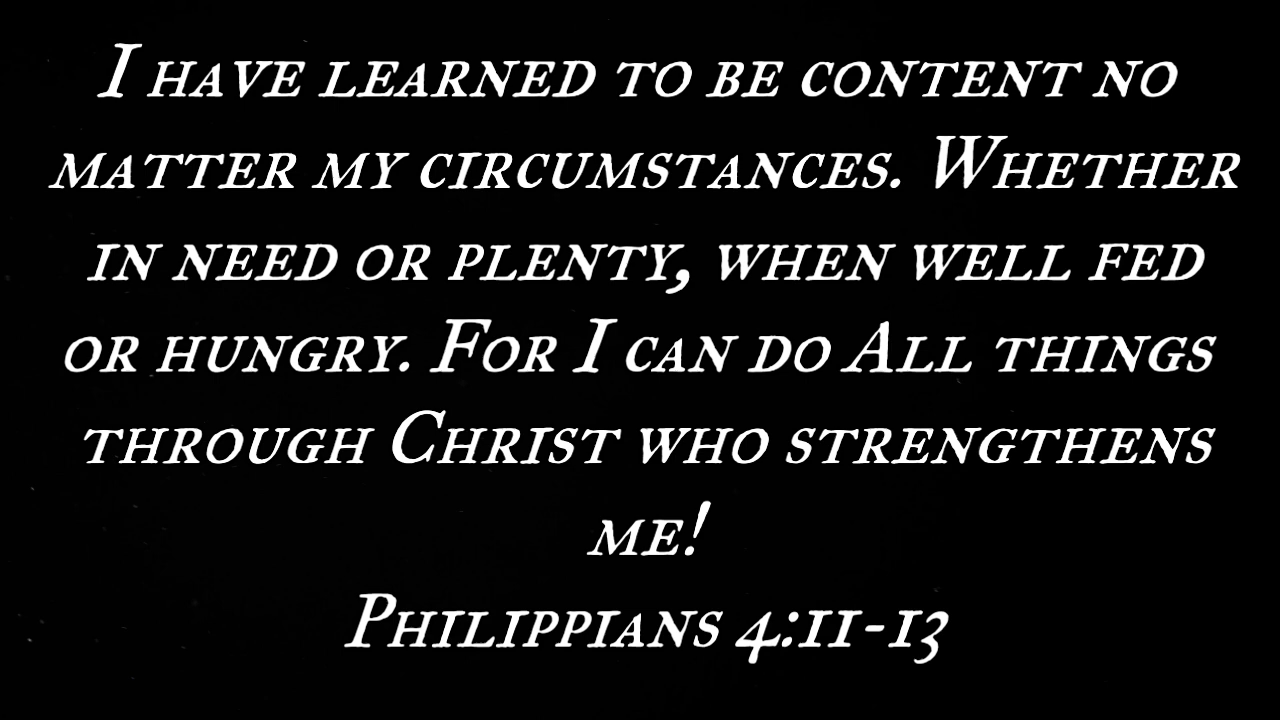 I have learned to be content no
matter my circumstances. Whether
in need or plenty, when well fed
or hungry. For I can do All things
through Christ who strengthens
me!
Philippians 4:11-13